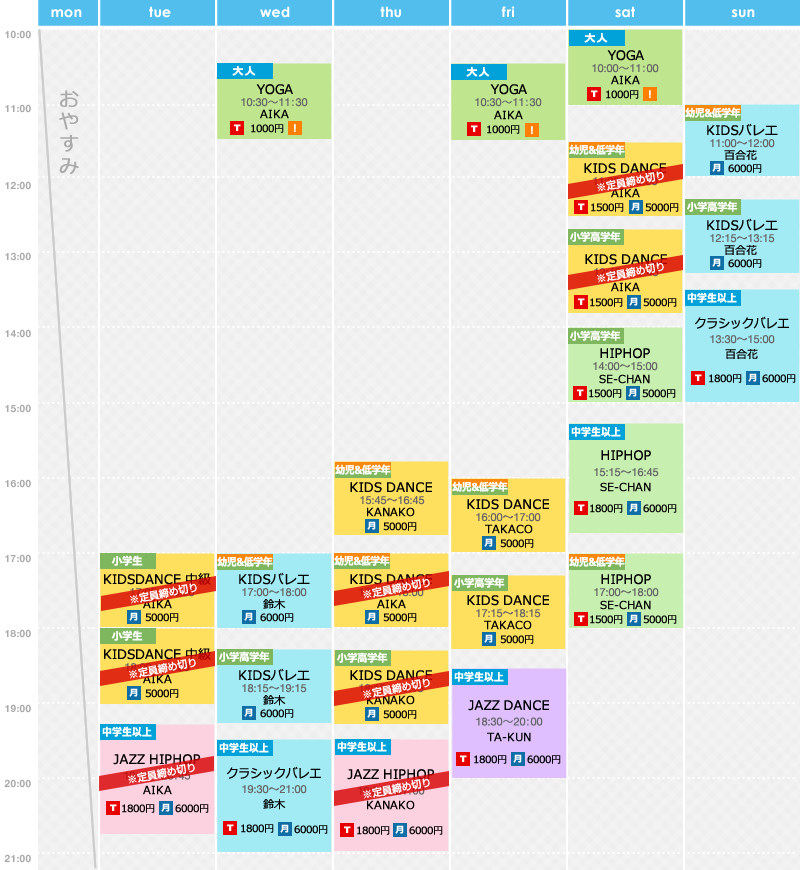 mon tue wed thu fri sat sun
10:00
11:00
12:00
13:00
14:00
15:00
16:00
17:00
18:00
19:00
20:00
21:00
おやすみ
小学生
KIDSDANCE 中級
※定員締め切り
AIKA
月 5000円
小学生
KIDSDANCE 中級
※定員締め切り
AIKA
月 5000円
中学生以上
JAZZ HIPHOP
※定員締め切り
AIKA
T 1800円 月 6000円
大人
YOGA
10:30〜11:30
AIKA
T 1000円 !
幼児&低学年
KIDSバレエ
17:00〜18:00
鈴木
月 6000円
小学高学年
KIDSバレエ
18:15〜19:15
鈴木
月 6000円
中学生以上
クラシックバレエ
19:30〜21:00
鈴木
T 1800円 月 6000円
幼児&低学年
KIDS DANCE
15:45〜16:45
KANAKO
月 5000円
幼児&低学年
KIDS DANCE
※定員締め切り
AIKA
月 5000円
小学高学年
KIDS DANCE
※定員締め切り
KANAKO
月 5000円
中学生以上
JAZZ HIPHOP
※定員締め切り
KANAKO
T 1800円 月 6000円
大人
YOGA
10:30〜11:30
AIKA
T 1000円 !
幼児&低学年
KIDS DANCE
16:00〜17:00
TAKACO
月 5000円
小学高学年
KIDS DANCE
17:15〜18:15
TAKACO
月 5000円
中学生以上
JAZZ DANCE
18:30〜20:00
TA-KUN
T 1800円 月 6000円
大人
YOGA
10:00〜11:00
AIKA
T 1000円 !
幼児&低学年
KIDS DANCE
※定員締め切り
AIKA
T 1500円 月 5000円
小学高学年
KIDS DANCE
※定員締め切り
AIKA
T 1500円 月 5000円
小学高学年
HIPHOP
14:00〜15:00
SE-CHAN
T 1500円 月 5000円
中学生以上
HIPHOP
15:15〜16:45
SE-CHAN
T 1800円 月 6000円
幼児&低学年
HIPHOP
17:00〜18:00
SE-CHAN
T 1500円 月 5000円
幼児&低学年
KIDSバレエ
11:00〜12:00
百合花
月 6000円
小学高学年
KIDSバレエ
12:15〜13:15
百合花
月 6000円
中学生以上
クラシックバレエ
13:30〜15:00
百合花
T 1800円 月 6000円